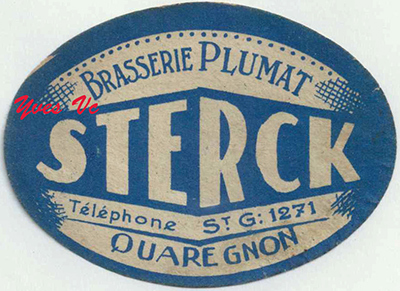 BRASSERIE PLUMAT
Yves Vc
STERCK
Téléphone ST G: 1271
QUAREGNON